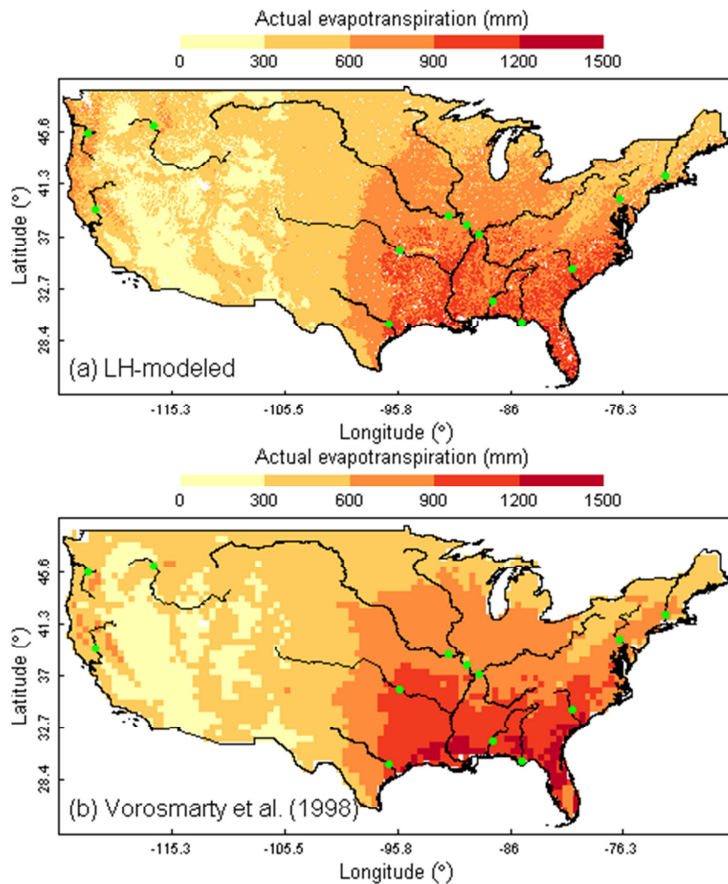 Actual evapotranspiration (mm)
0 300 600 900 1200 1500
46.6
41.3
37
32.7
28.4
Latitude (°)
(a) LH-modeled
-115.3 -105.5 -95.8 -86 -76.3
Longitude (°)
Actual evapotranspiration (mm)
0 300 600 900 1200 1500
46.6
41.3
37
32.7
28.4
Latitude (°)
(b) Vorosmarty et al. (1998)
-115.3 -105.5 -95.8 -86 -76.3
Longitude (°)